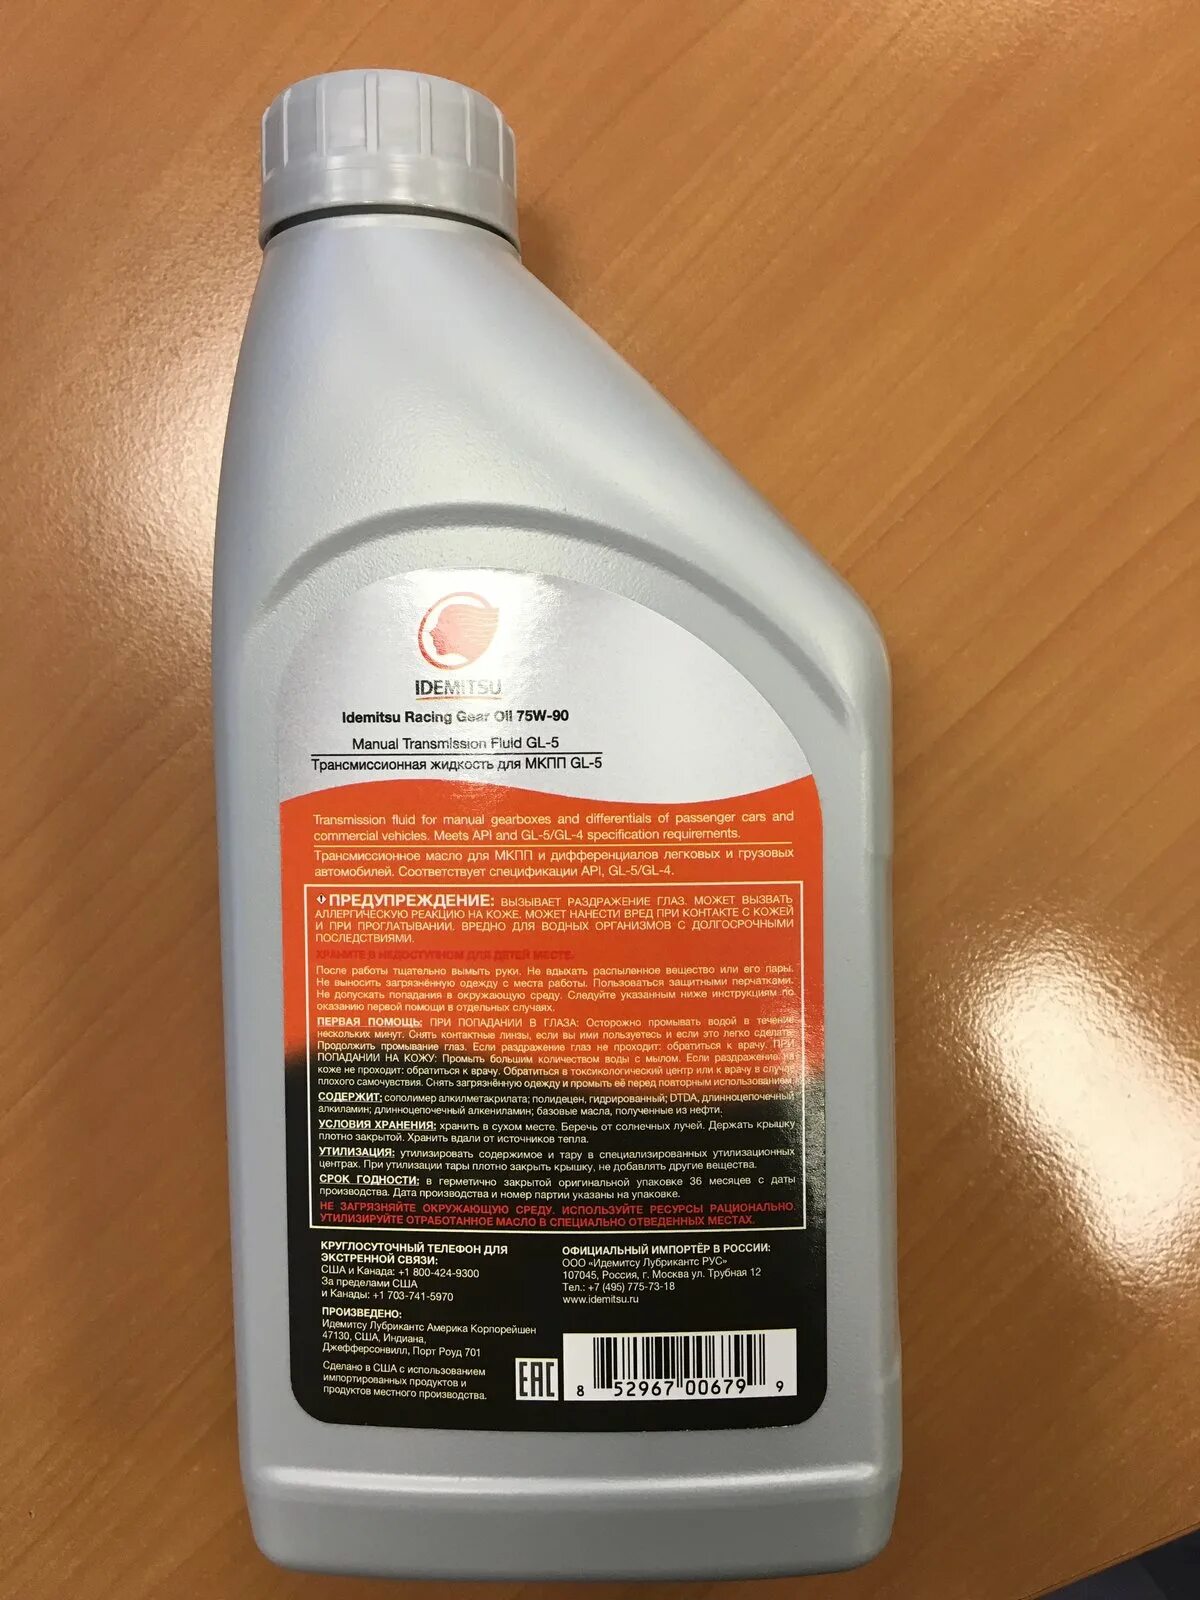 IDEMITSU
Idemitsu Racing Gear Oil 75W-90
Manual Transmission Fluid GL-5
Трансмиссионная жидкость для МКПП GL-5
Transmission fluid for manual gearboxes and differentials of passenger cars and
commercial vehicles. Meets API and GL-5/GL-4 specification requirements.
Трансмиссионное масло для МКПП и дифференциалов легковых и грузовых
автомобилей. Соответствует спецификации API, GL-5/GL-4.
ПРЕДУПРЕЖДЕНИЕ: ВЫЗЫВАЕТ РАЗДРАЖЕНИЕ ГЛАЗ. МОЖЕТ ВЫЗВАТЬ
АЛЛЕРГИЧЕСКУЮ РЕАКЦИЮ НА КОЖЕ. МОЖЕТ НАНЕСТИ ВРЕД ПРИ КОНТАКТЕ С КОЖЕЙ
И ПРИ ПРОГЛАТЫВАНИИ. ВРЕДНО ДЛЯ ВОДНЫХ ОРГАНИЗМОВ С ДОЛГОСРОЧНЫМИ
ПОСЛЕДСТВИЯМИ.
ХРАНИТЕ В НЕДОСТУПНОМ ДЛЯ ДЕТЕЙ МЕСТЕ.
После работы тщательно вымыть руки. Не вдыхать распыленное вещество или его пары.
Не выносить загрязнённую одежду с места работы. Пользоваться защитными перчатками.
Не допускать попадания в окружающую среду. Следуйте указанным ниже инструкциям по
оказанию первой помощи в отдельных случаях.
ПЕРВАЯ ПОМОЩЬ: ПРИ ПОПАДАНИИ В ГЛАЗА: Осторожно промывать водой в течение
нескольких минут. Снять контактные линзы, если вы ими пользуетесь и если это легко сделать.
Продолжить промывание глаз. Если раздражение глаз не проходит: обратиться к врачу. ПРИ
ПОПАДАНИИ НА КОЖУ: Промыть большим количеством воды с мылом. Если раздражение на
коже не проходит: обратиться к врачу. Обратиться в токсикологический центр или к врачу в случае
плохого самочувствия. Снять загрязнённую одежду и промыть её перед повторным использованием.
СОДЕРЖИТ: сополимер алкилметакрилата; полидецен, гидрированный; DTDA, длинноцепочечный
алкиламин; длинноцепочечный алкениламин; базовые масла, полученные из нефти.
УСЛОВИЯ ХРАНЕНИЯ: хранить в сухом месте. Беречь от солнечных лучей. Держать крышку
плотно закрытой. Хранить вдали от источников тепла.
УТИЛИЗАЦИЯ: утилизировать содержимое и тару в специализированных утилизационных
центрах. При утилизации тары плотно закрыть крышку, не добавлять другие вещества.
СРОК ГОДНОСТИ: в герметично закрытой оригинальной упаковке 36 месяцев с даты
производства. Дата производства и номер партии указаны на упаковке.
НЕ ЗАГРЯЗНЯЙТЕ ОКРУЖАЮЩУЮ СРЕДУ. ИСПОЛЬЗУЙТЕ РЕСУРСЫ РАЦИОНАЛЬНО.
УТИЛИЗИРУЙТЕ ОТРАБОТАННОЕ МАСЛО В СПЕЦИАЛЬНО ОТВЕДЕННЫХ МЕСТАХ.
КРУГЛОСУТОЧНЫЙ ТЕЛЕФОН ДЛЯ
ЭКСТРЕННОЙ СВЯЗИ:
США и Канада: +1 800-424-9300
За пределами США
и Канады: +1 703-741-5970
ПРОИЗВЕДЕНО:
Идемитсу Лубрикантс Америка Корпорейшен
47130, США, Индиана,
Джефферсонвилл, Порт Роуд 701
Сделано в США с использованием
импортированных продуктов и
продуктов местного производства.
ОФИЦИАЛЬНЫЙ ИМПОРТЁР В РОССИИ:
ООО «Идемитсу Лубрикантс РУС»
107045, Россия, г. Москва ул. Трубная 12
Тел.: +7 (495) 775-73-18
www.idemitsu.ru
EAC
8 52967 00679 9